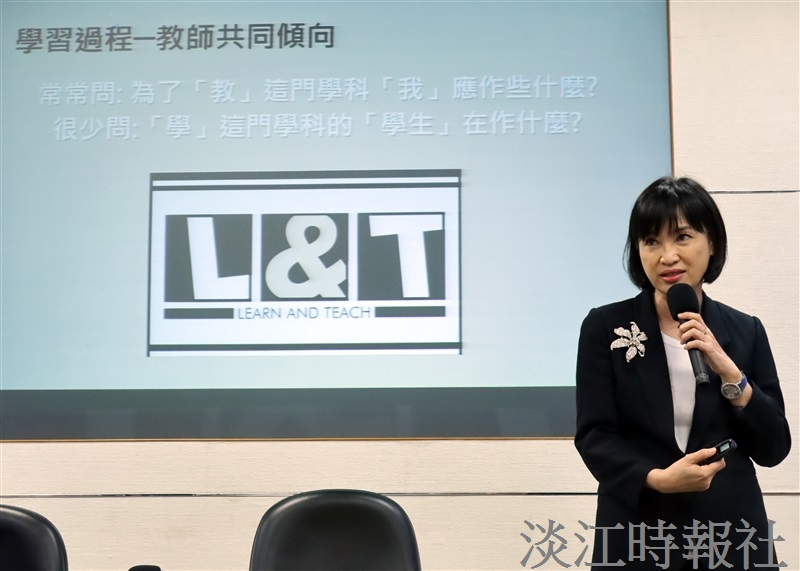 學習過程—教師共同傾向
常常問: 為了「教」這門學科「我」應作些什麼?
很少問:「學」這門學科的「學生」在作什麼?
L&T
LEARN AND TEACH
淡江時報社